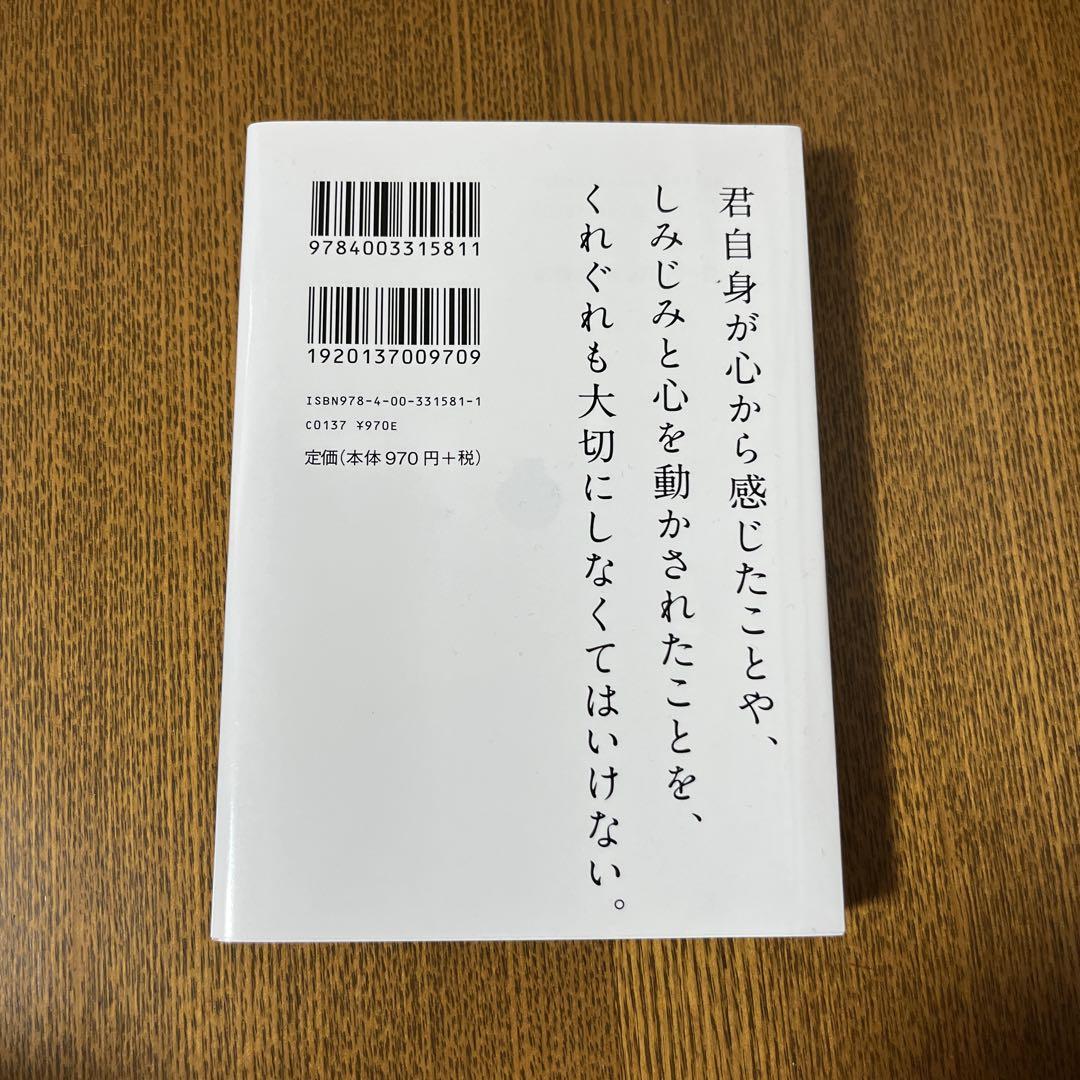 君自身が心から感じたことや、
しみじみと心を動かされたことを、
くれぐれも大切にしなくてはいけない。
9784003315811
1920137009709
ISBN978-4-00-331581-1
C0137 ¥970E
定価(本体970円+税)